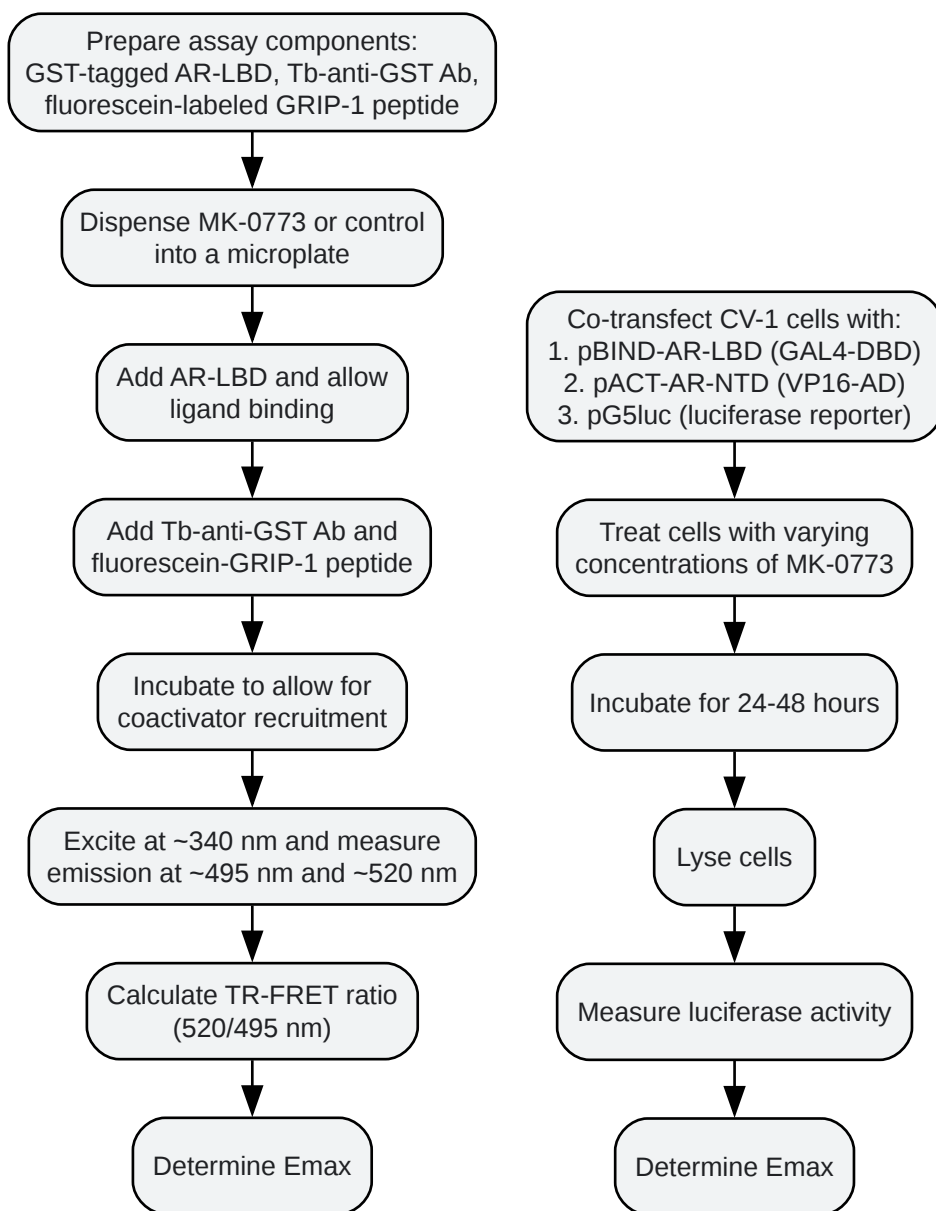 Prepare assay components:
GST-tagged AR-LBD, Tb-anti-GST Ab,
fluorescein-labeled GRIP-1 peptide
Dispense MK-0773 or control
into a microplate
Add AR-LBD and allow
ligand binding
Add Tb-anti-GST Ab and
fluorescein-GRIP-1 peptide
Incubate to allow for
coactivator recruitment
Excite at ~340 nm and measure
emission at ~495 nm and ~520 nm
Calculate TR-FRET ratio
(520/495 nm)
Determine Emax
Co-transfect CV-1 cells with:
1. pBIND-AR-LBD (GAL4-DBD)
2. pACT-AR-NTD (VP16-AD)
3. pG5luc (luciferase reporter)
Treat cells with varying
concentrations of MK-0773
Incubate for 24-48 hours
Lyse cells
Measure luciferase activity
Determine Emax